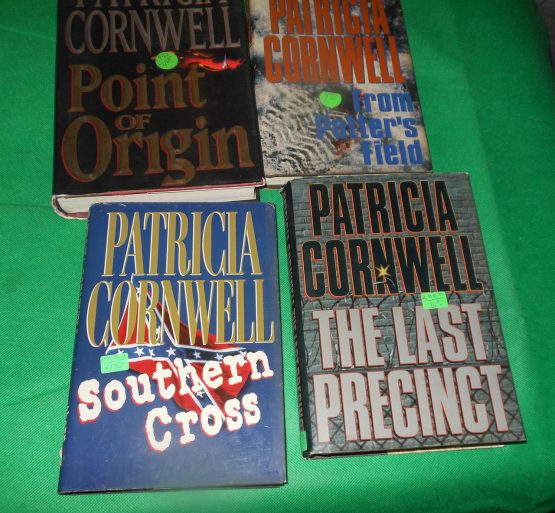 PATRICIA
CORNWELL
Point
OF
Origin
PATRICIA
CORNWELL
From
Potter's
Field
PATRICIA
CORNWELL
Southern
Cross
PATRICIA
CORNWELL
THE LAST
PRECINCT